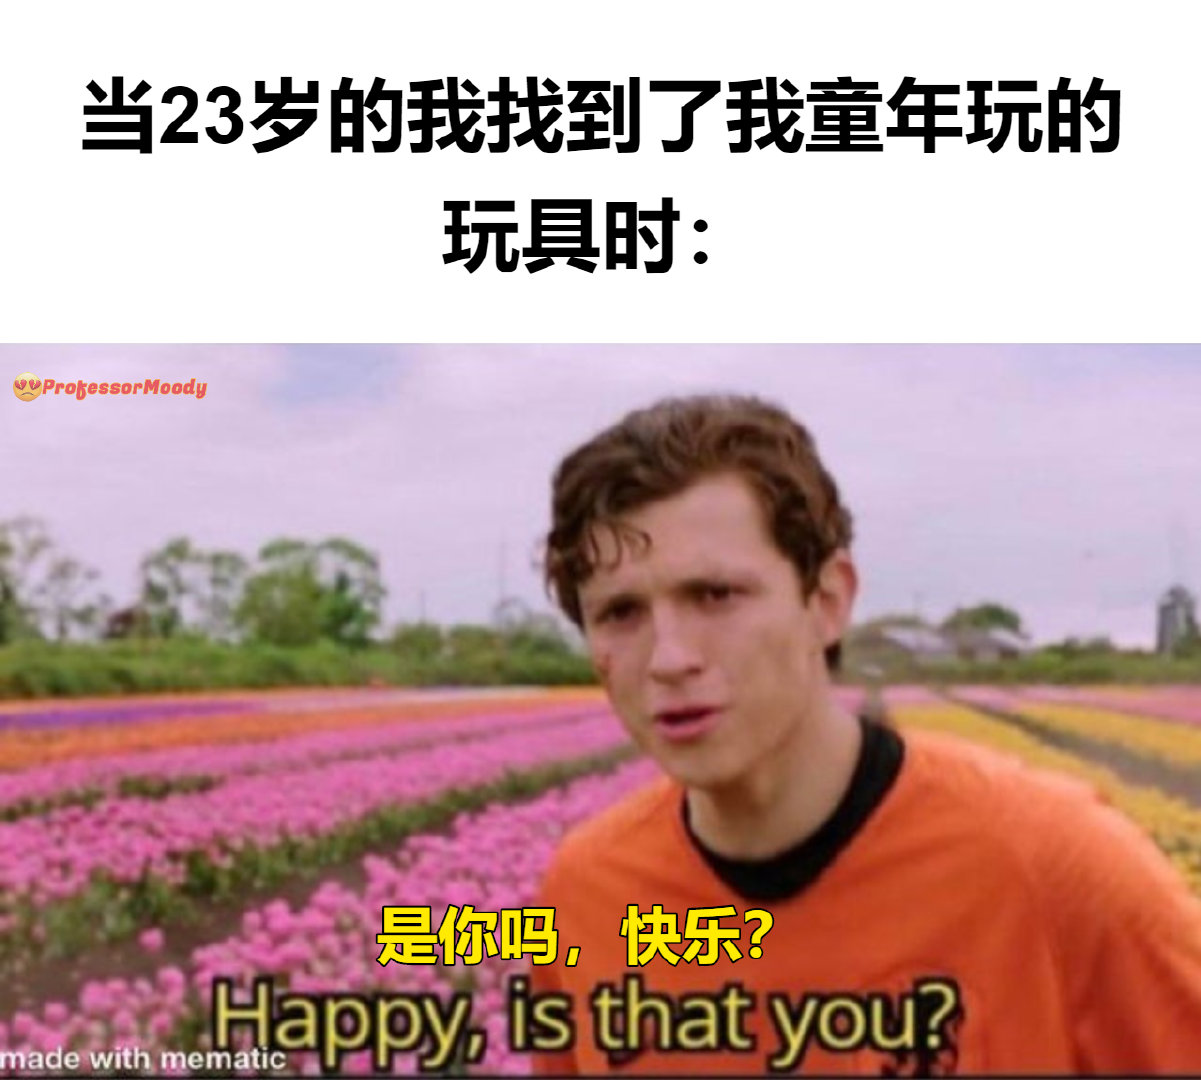 当23岁的我找到了我童年玩的
玩具时：
ProfessorMoody
是你吗，快乐？
Happy, is that you?
made with mematic